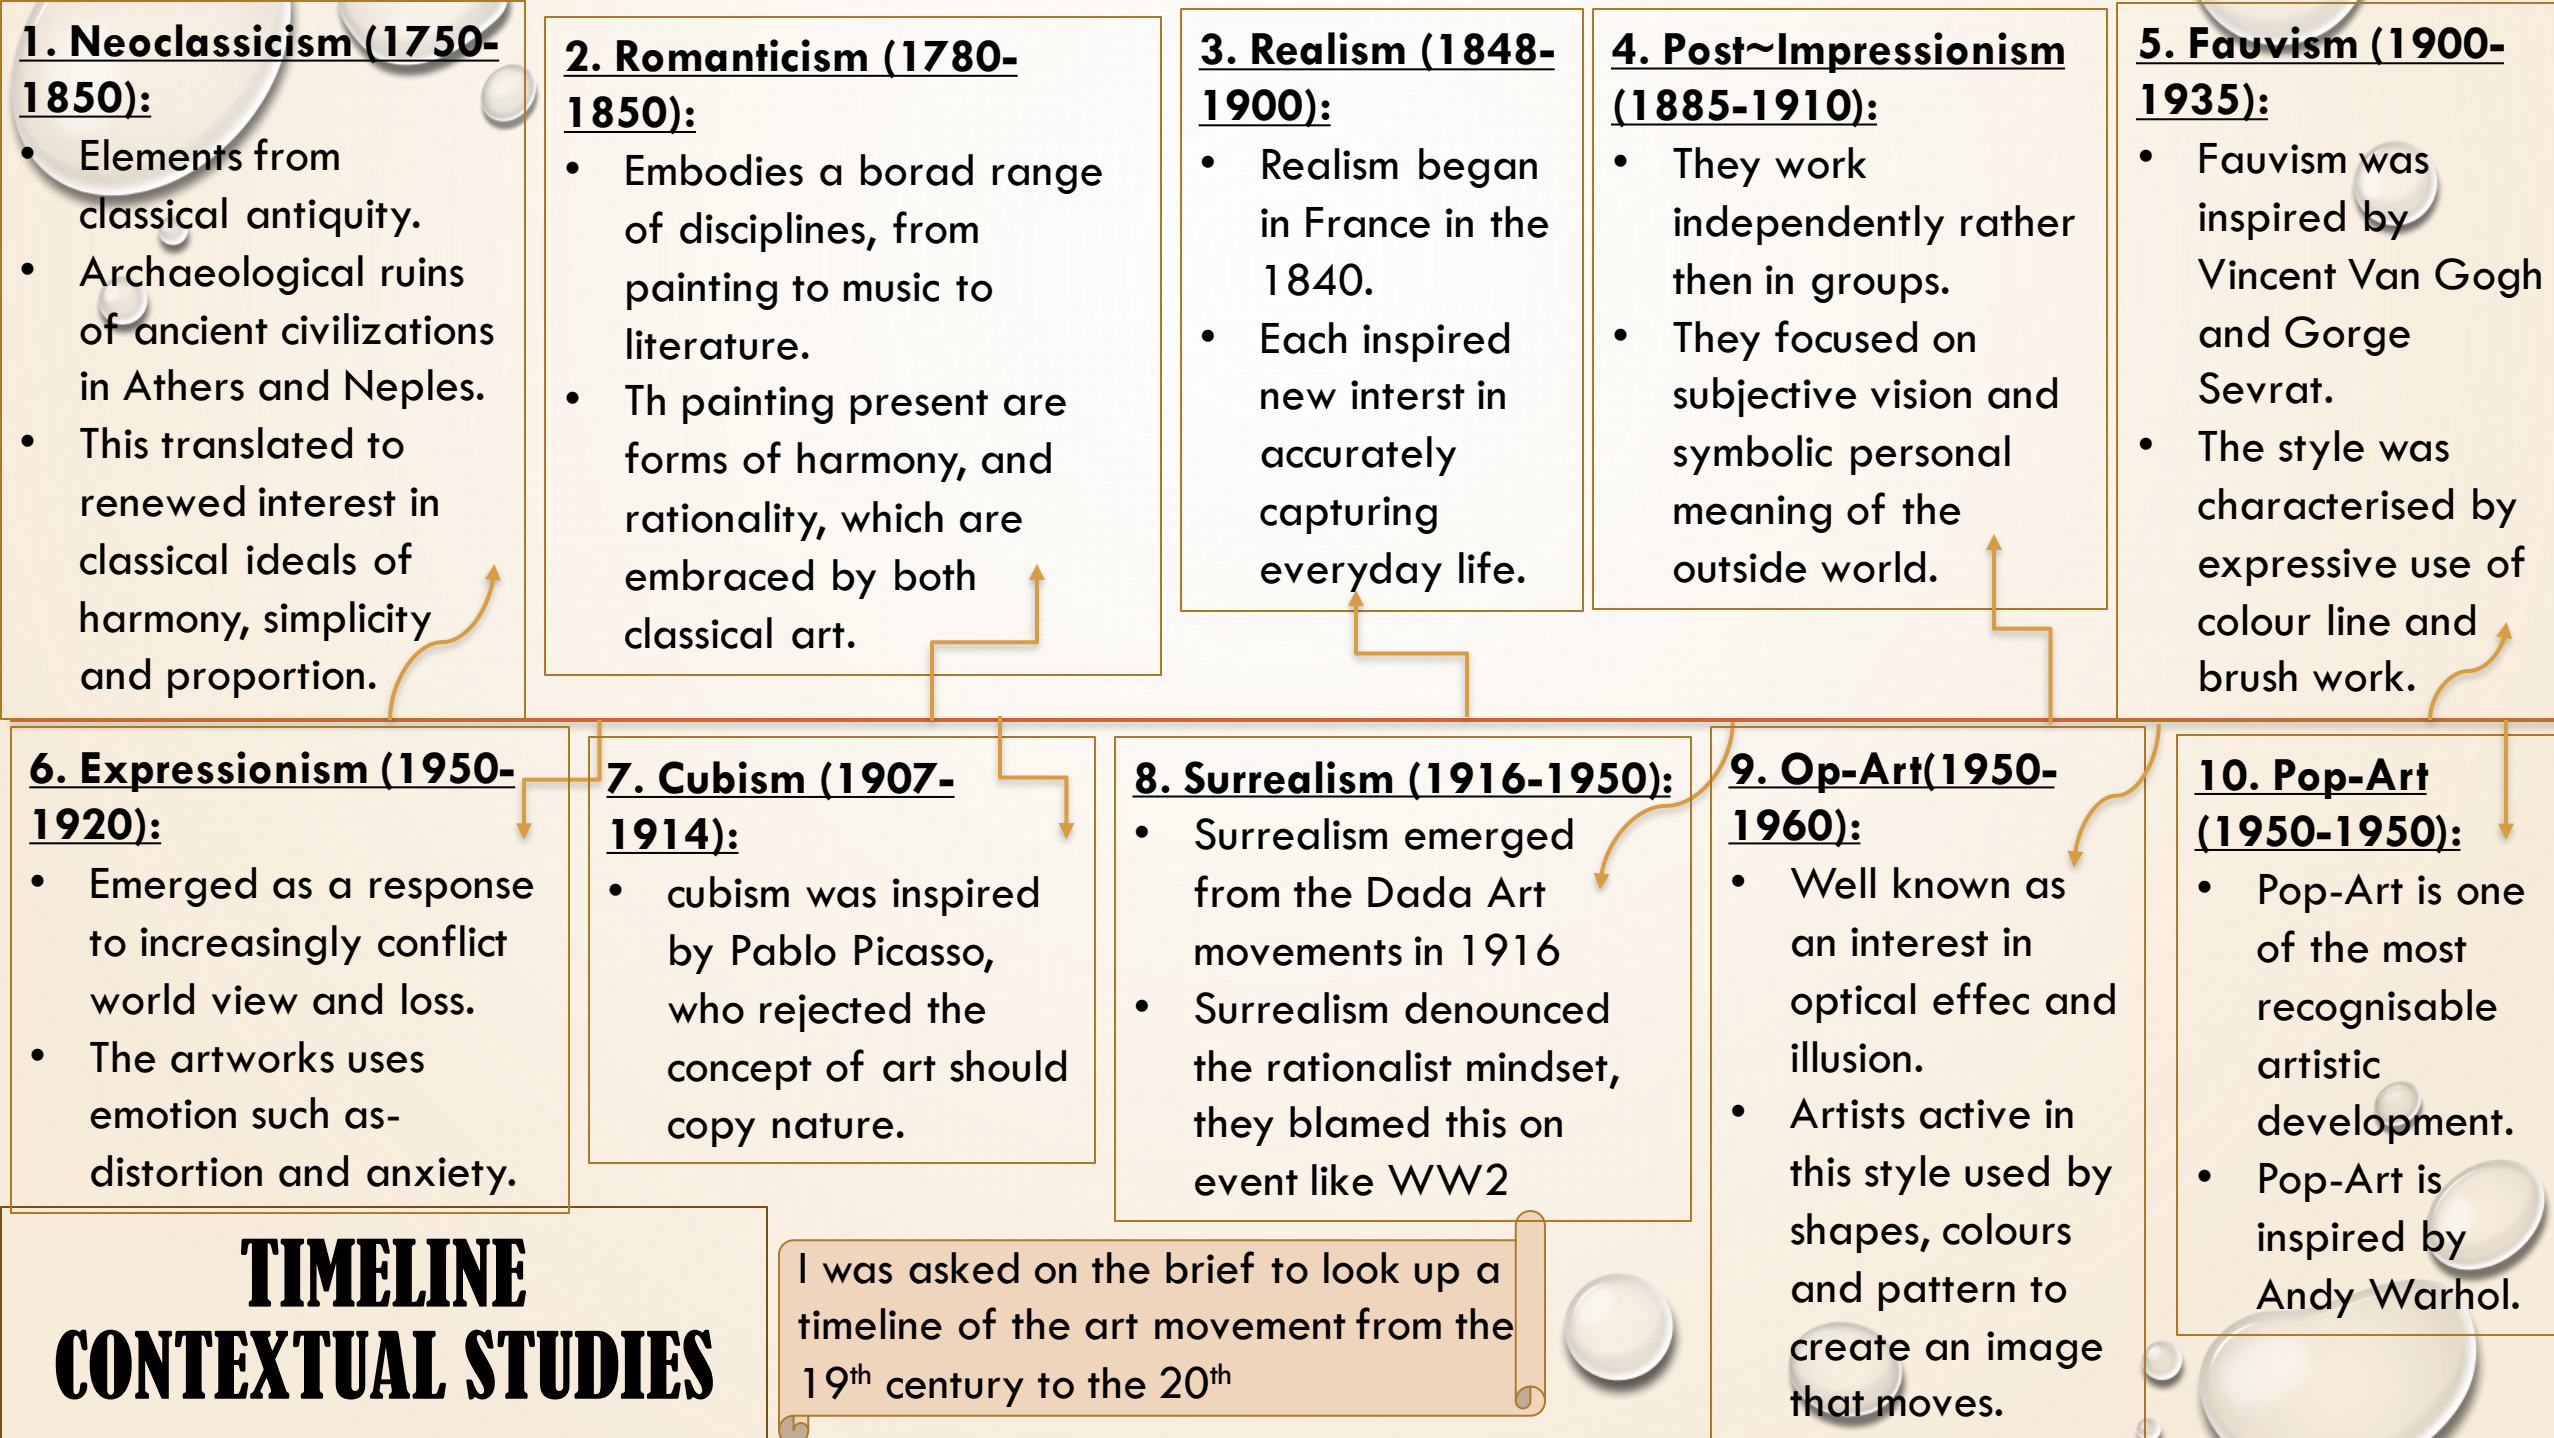 1. Neoclassicism (1750-
1850):
• Elements from
classical antiquity.
• Archaeological ruins
of ancient civilizations
in Athers and Neples.
• This translated to
renewed interest in
classical ideals of
harmony, simplicity
and proportion.
2. Romanticism (1780-
1850):
• Embodies a borad range
of disciplines, from
painting to music to
literature.
• Th painting present are
forms of harmony, and
rationality, which are
embraced by both
classical art.
3. Realism (1848-
1900):
• Realism began
in France in the
1840.
• Each inspired
new interst in
accurately
capturing
everyday life.
4. Post~Impressionism
(1885-1910):
• They work
independently rather
then in groups.
• They focused on
subjective vision and
symbolic personal
meaning of the
outside world.
5. Fauvism (1900-
1935):
• Fauvism was
inspired by
Vincent Van Gogh
and Gorge
Sevrat.
• The style was
characterised by
expressive use of
colour line and
brush work.
6. Expressionism (1950-
1920):
• Emerged as a response
to increasingly conflict
world view and loss.
• The artworks uses
emotion such as-
distortion and anxiety.
7. Cubism (1907-
1914):
• cubism was inspired
by Pablo Picasso,
who rejected the
concept of art should
copy nature.
8. Surrealism (1916-1950):
• Surrealism emerged
from the Dada Art
movements in 1916
• Surrealism denounced
the rationalist mindset,
they blamed this on
event like WW2
9. Op-Art(1950-
1960):
• Well known as
an interest in
optical effec and
illusion.
• Artists active in
this style used by
shapes, colours
and pattern to
create an image
that moves.
10. Pop-Art
(1950-1950):
• Pop-Art is one
of the most
recognisable
artistic
development.
• Pop-Art is
inspired by
Andy Warhol.
TIMELINE
CONTEXTUAL STUDIES
I was asked on the brief to look up a
timeline of the art movement from the
19th century to the 20th